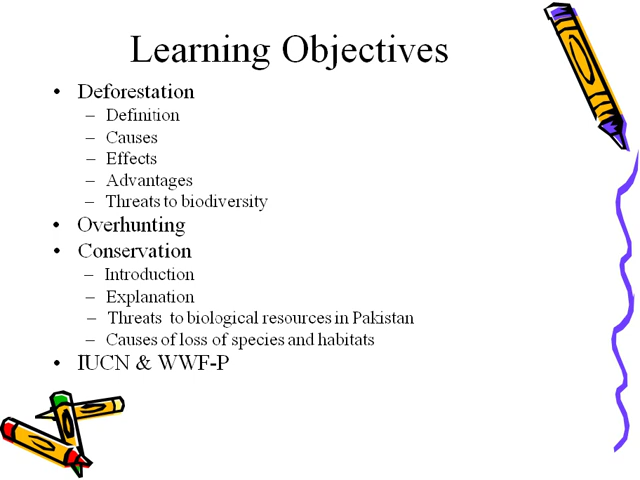 Learning Objectives
• Deforestation
– Definition
– Causes
– Effects
– Advantages
– Threats to biodiversity
• Overhunting
• Conservation
– Introduction
– Explanation
– Threats to biological resources in Pakistan
– Causes of loss of species and habitats
• IUCN & WWF-P